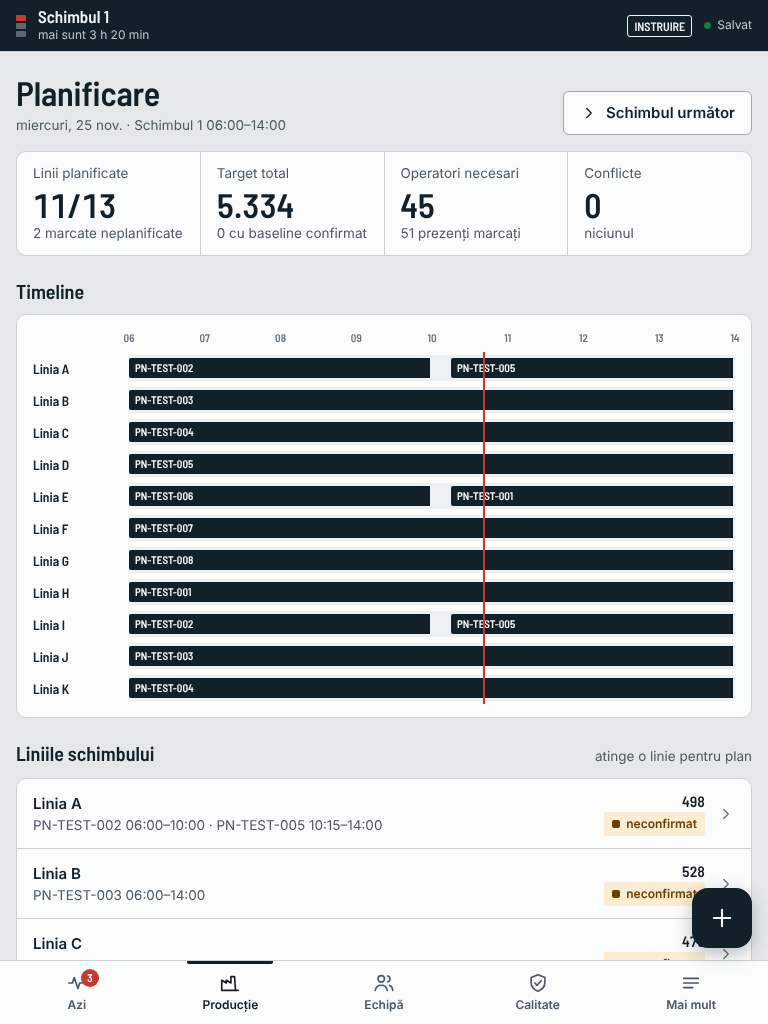 Schimbul 1
mai sunt 3 h 20 min
INSTRUIRE
Salvat
Planificare
miercuri, 25 nov. · Schimbul 1 06:00–14:00
Schimbul următor
Linii planificate
11/13
2 marcate neplanificate
Target total
5.334
0 cu baseline confirmat
Operatori necesari
45
51 prezenți marcați
Conflicte
0
niciunul
Timeline
06 07 08 09 10 11 12 13 14
Linia A PN-TEST-002 PN-TEST-005
Linia B PN-TEST-003
Linia C PN-TEST-004
Linia D PN-TEST-005
Linia E PN-TEST-006 PN-TEST-001
Linia F PN-TEST-007
Linia G PN-TEST-008
Linia H PN-TEST-001
Linia I PN-TEST-002 PN-TEST-005
Linia J PN-TEST-003
Linia K PN-TEST-004
Liniile schimbului
atinge o linie pentru plan
Linia A
PN-TEST-002 06:00–10:00 · PN-TEST-005 10:15–14:00
498
neconfirmat
Linia B
PN-TEST-003 06:00–14:00
528
neconfirmat
Linia C
3
Azi
Producție
Echipă
Calitate
Mai mult